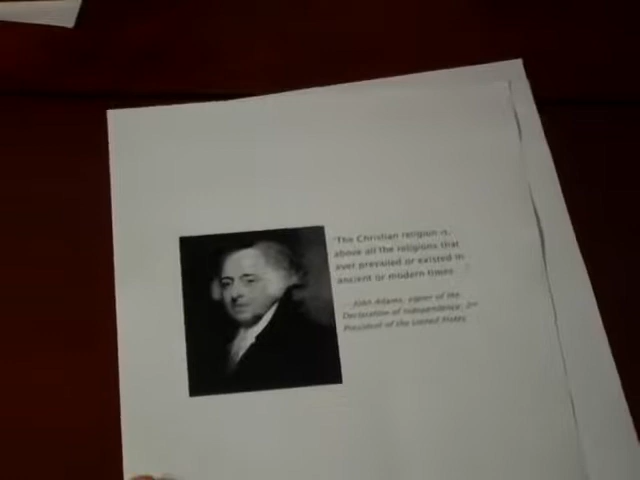 "The Christian religion is,
above all the religions that
ever prevailed or existed in
ancient or modern times
- John Adams, signer of the
Declaration of Independence, 2nd
President of the United States